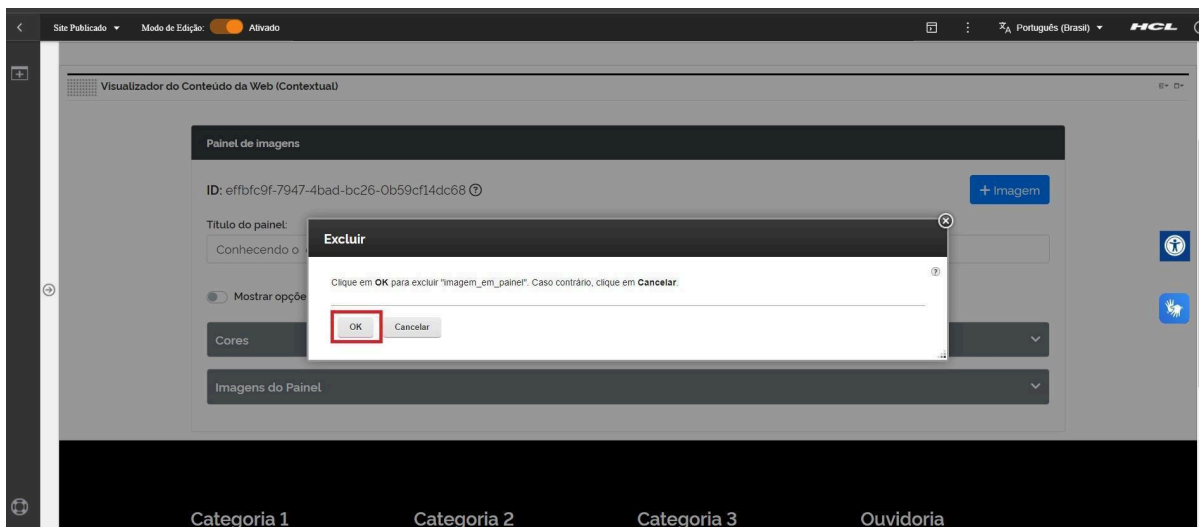 Site Publicado Modo de Edição: Ativado Português (Brasil) HCL
Visualizador do Conteúdo da Web (Contextual)
Painel de imagens
ID: effbfc9f-7947-4bad-bc26-0b59cf14dc68
+ Imagem
Título do painel:
Conhecendo o
Excluir
Clique em OK para excluir "imagem_em_painel". Caso contrário, clique em Cancelar.
Mostrar opçõe
OK Cancelar
Cores
Imagens do Painel
Categoria 1 Categoria 2 Categoria 3 Ouvidoria